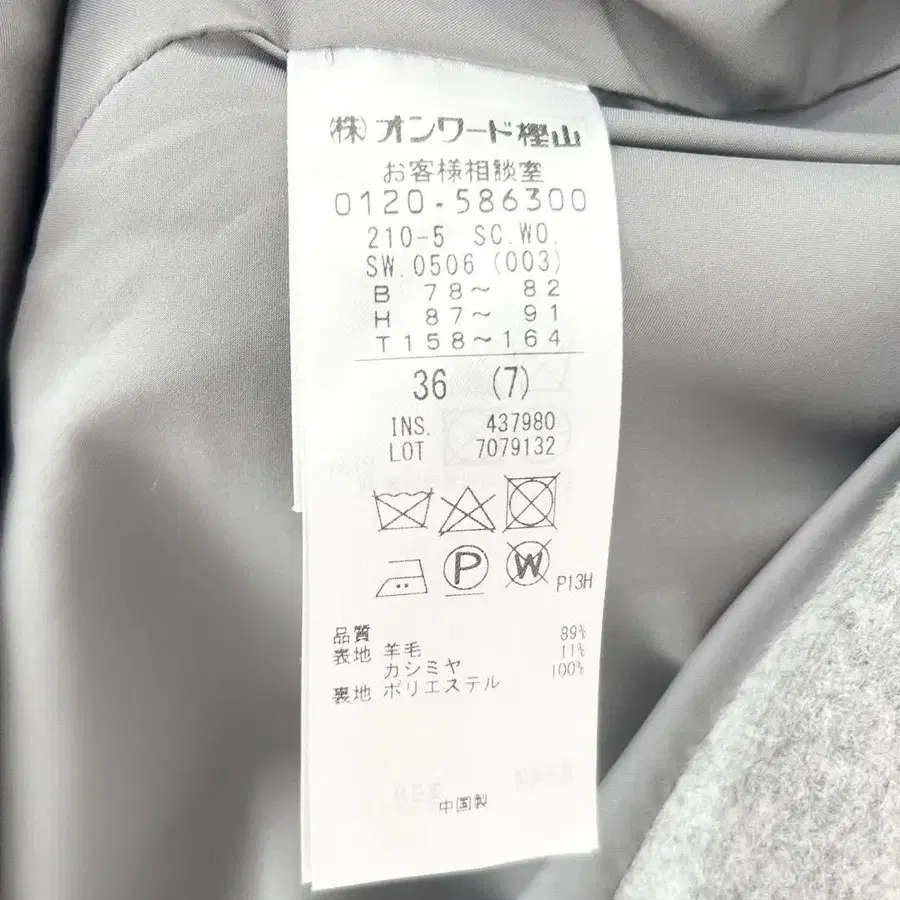 (株)オンワード樫山
お客様相談室
0120-586300
210-5 SC.WO.
SW.0506 (003)
B 78～ 82
H 87～ 91
T158～164
36 (7)
INS. 437980
LOT 7079132
P W P13H
品質 89%
表地 羊毛 11%
カシミヤ 100%
裏地 ポリエステル
中国製